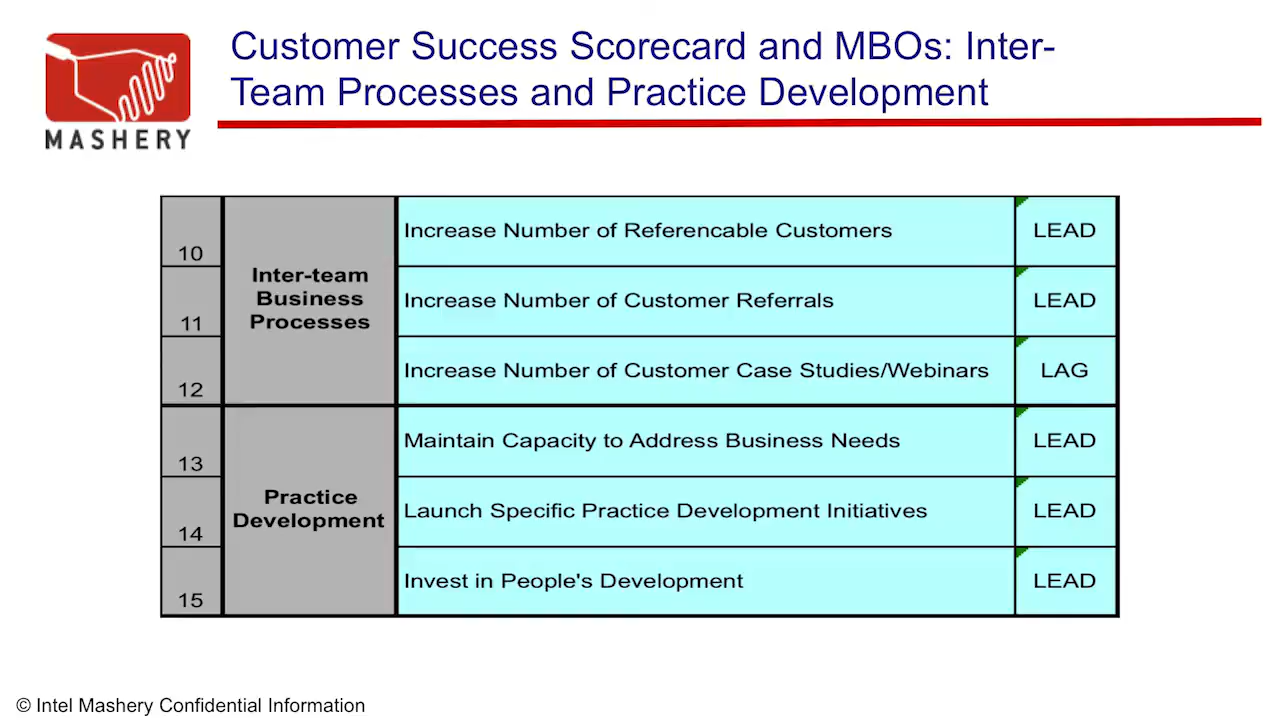 Customer Success Scorecard and MBOs: Inter-
Team Processes and Practice Development
MASHERY
10
Inter-team
Business
Processes
Increase Number of Referencable Customers
LEAD
11
Increase Number of Customer Referrals
LEAD
12
Increase Number of Customer Case Studies/Webinars
LAG
13
Practice
Development
Maintain Capacity to Address Business Needs
LEAD
14
Launch Specific Practice Development Initiatives
LEAD
15
Invest in People's Development
LEAD
© Intel Mashery Confidential Information